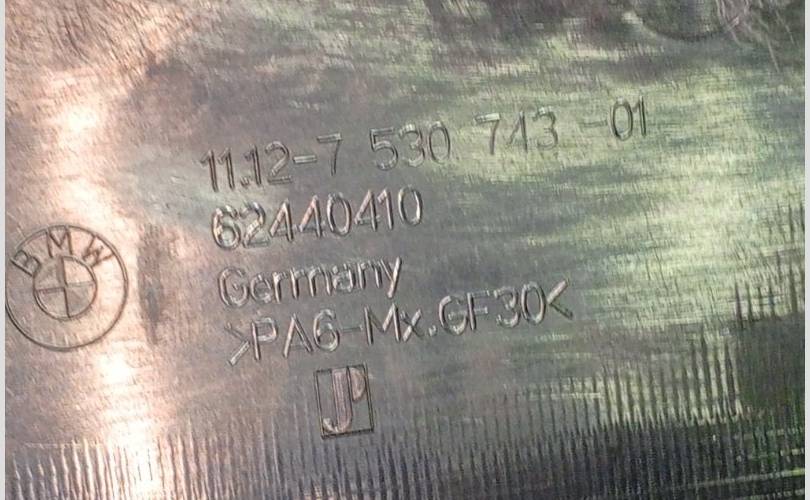 11.12-7 530 743 -01
62440410
BMW
Germany
>PA6-Mx.GF30<
JP